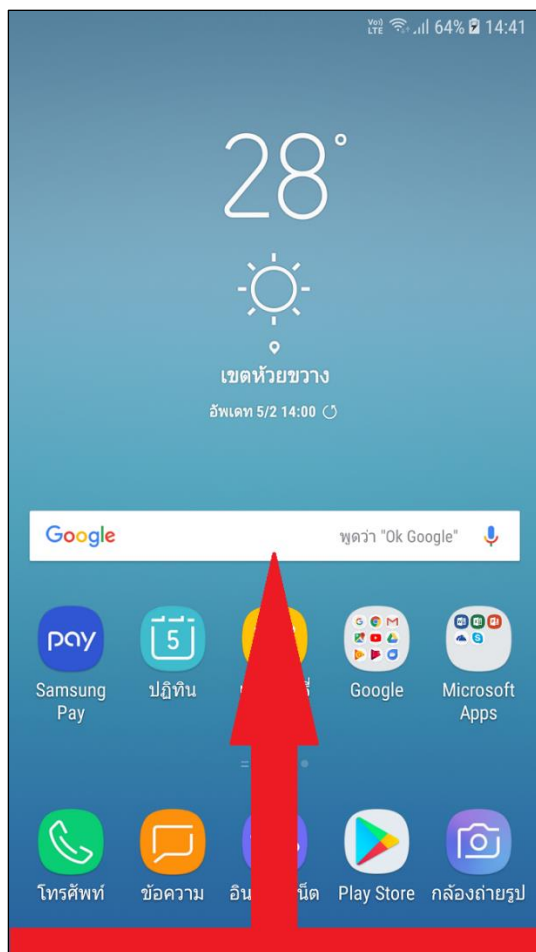 Vo)) LTE 64% 14:41
28°
เขตห้วยขวาง
อัพเดท 5/2 14:00
Google พูดว่า "Ok Google"
pay 5
Samsung Pay
ปฏิทิน
Google
Microsoft Apps
โทรศัพท์ ข้อความ Play Store กล้องถ่ายรูป